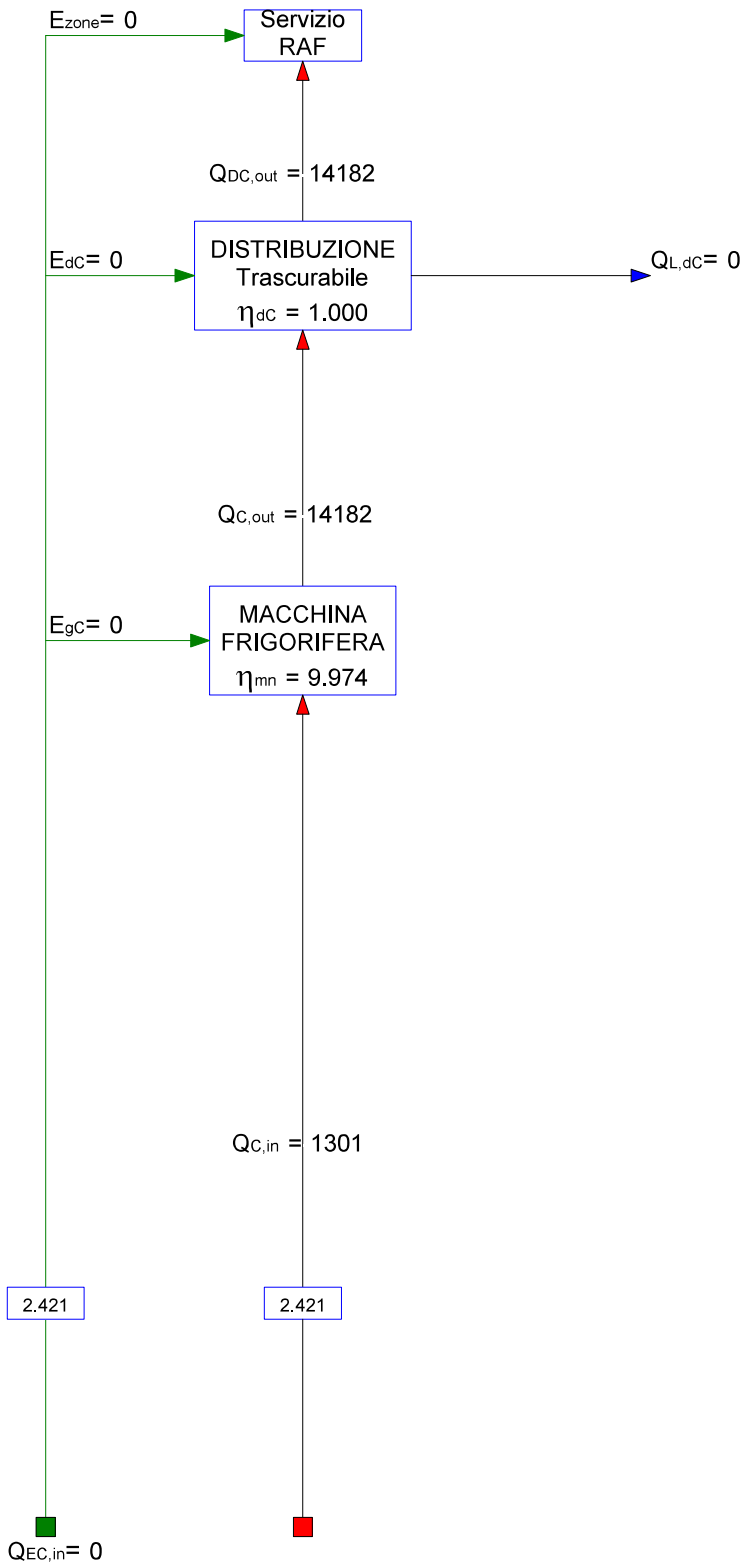 Ezone= 0
Servizio
RAF
QDC,out = 14182
EdC= 0
DISTRIBUZIONE
Trascurabile
ηdC = 1.000
QL,dC= 0
QC,out = 14182
EgC= 0
MACCHINA
FRIGORIFERA
ηmn = 9.974
QC,in = 1301
2.421
2.421
QEC,in= 0